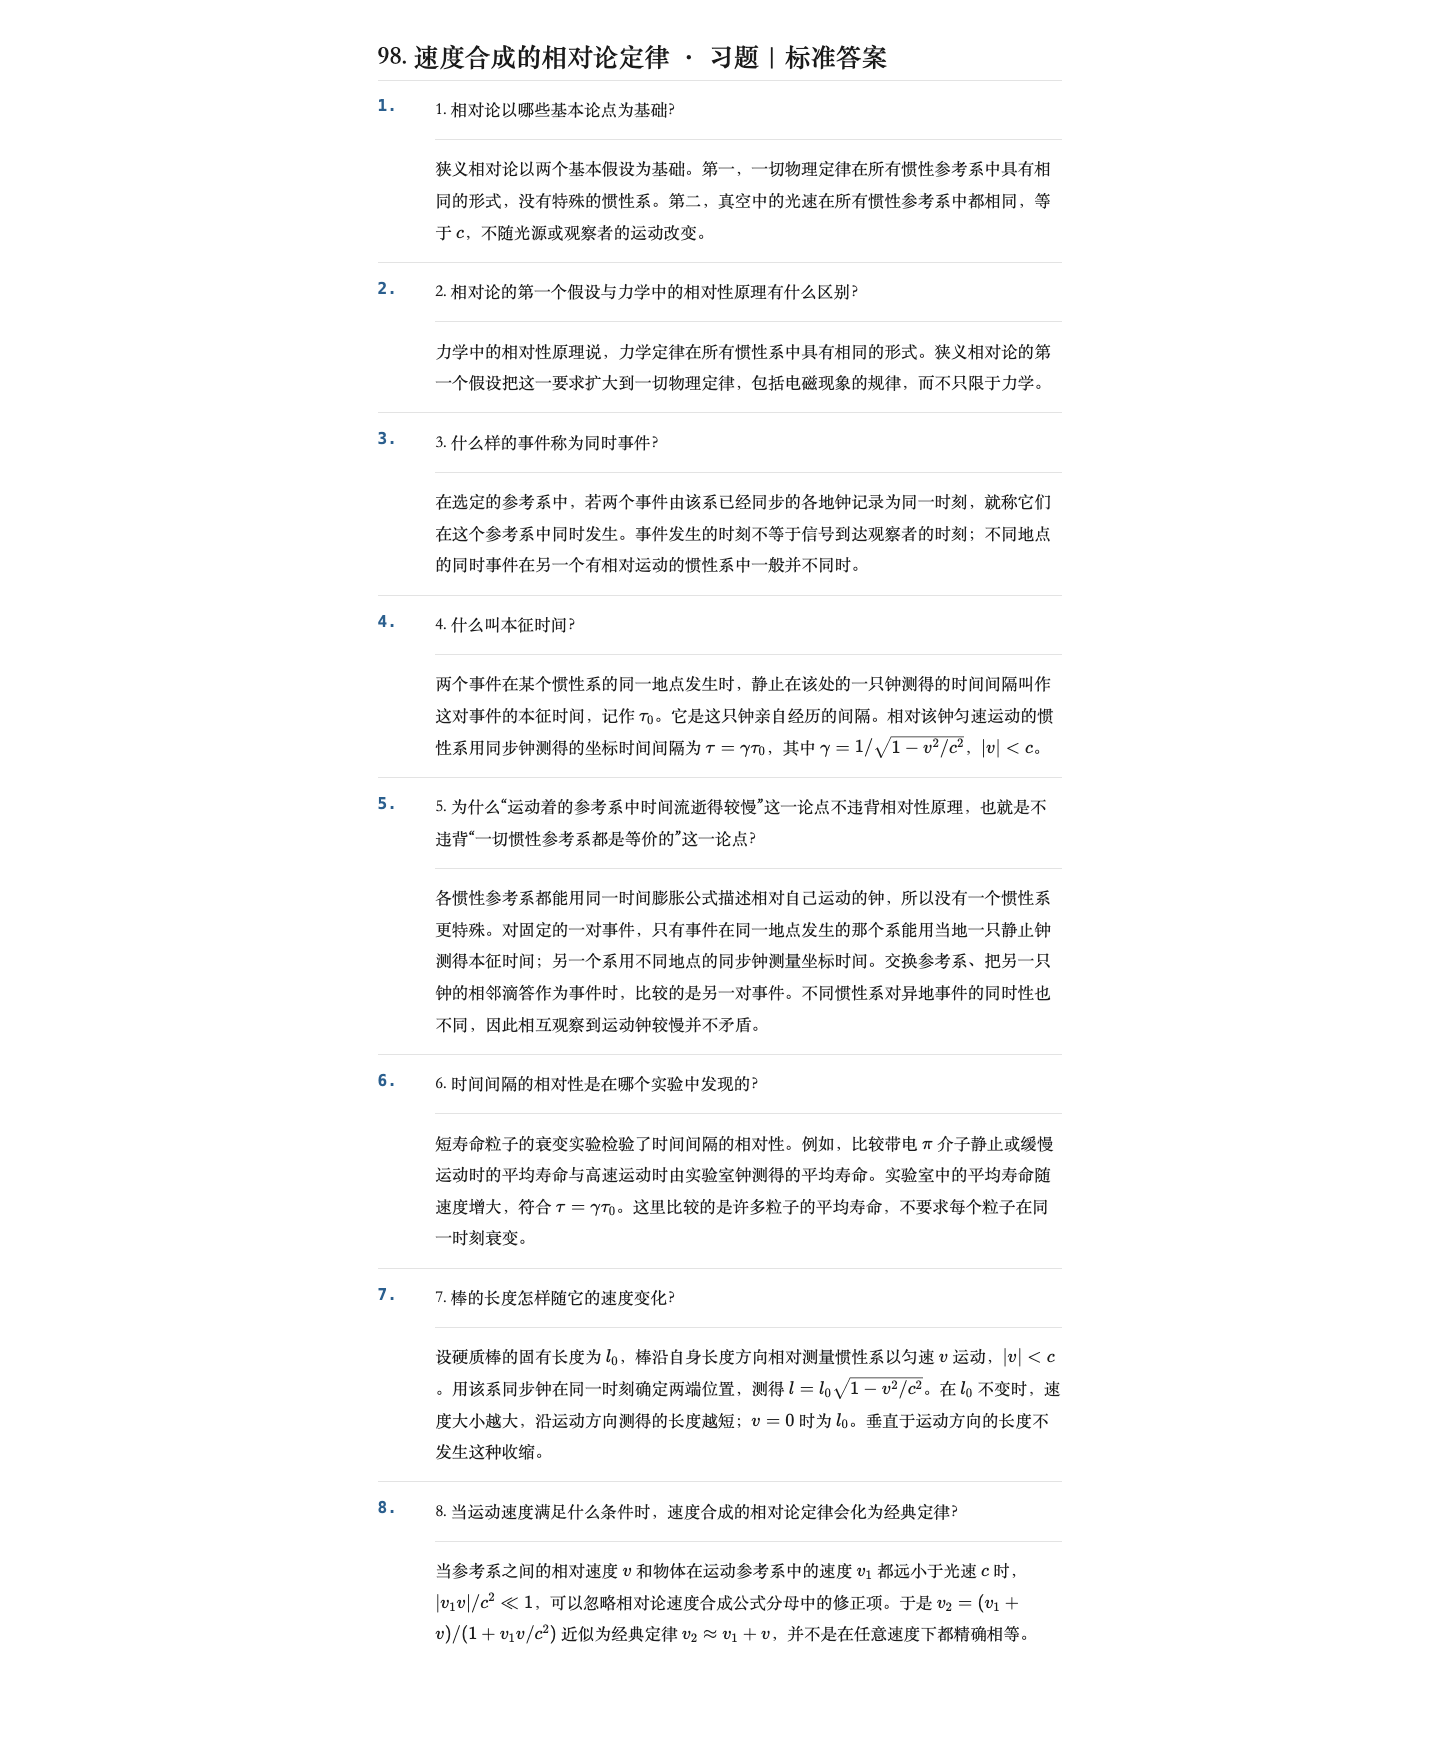 98. 速度合成的相对论定律 · 习题 | 标准答案
1.
1. 相对论以哪些基本论点为基础?
狭义相对论以两个基本假设为基础。第一，一切物理定律在所有惯性参考系中具有相
同的形式，没有特殊的惯性系。第二，真空中的光速在所有惯性参考系中都相同，等
于 c，不随光源或观察者的运动改变。
2.
2. 相对论的第一个假设与力学中的相对性原理有什么区别?
力学中的相对性原理说，力学定律在所有惯性系中具有相同的形式。狭义相对论的第
一个假设把这一要求扩大到一切物理定律，包括电磁现象的规律，而不只限于力学。
3.
3. 什么样的事件称为同时事件?
在选定的参考系中，若两个事件由该系已经同步的各地钟记录为同一时刻，就称它们
在这个参考系中同时发生。事件发生的时刻不等于信号到达观察者的时刻；不同地点
的同时事件在另一个有相对运动的惯性系中一般并不同时。
4.
4. 什么叫本征时间?
两个事件在某个惯性系的同一地点发生时，静止在该处的一只钟测得的时间间隔叫作
这对事件的本征时间，记作 τ₀。它是这只钟亲自经历的间隔。相对该钟匀速运动的惯
性系用同步钟测得的坐标时间间隔为 τ = γτ₀，其中 γ = 1/√(1 − v²/c²)，|v| < c。
5.
5. 为什么“运动着的参考系中时间流逝得较慢”这一论点不违背相对性原理，也就是不
违背“一切惯性参考系都是等价的”这一论点?
各惯性参考系都能用同一时间膨胀公式描述相对自己运动的钟，所以没有一个惯性系
更特殊。对固定的一对事件，只有事件在同一地点发生的那个系能用当地一只静止钟
测得本征时间；另一个系用不同地点的同步钟测量坐标时间。交换参考系、把另一只
钟的相邻滴答作为事件时，比较的是另一对事件。不同惯性系对异地事件的同时性也
不同，因此相互观察到运动钟较慢并不矛盾。
6.
6. 时间间隔的相对性是在哪个实验中发现的?
短寿命粒子的衰变实验检验了时间间隔的相对性。例如，比较带电 π 介子静止或缓慢
运动时的平均寿命与高速运动时由实验室钟测得的平均寿命。实验室中的平均寿命随
速度增大，符合 τ = γτ₀。这里比较的是许多粒子的平均寿命，不要求每个粒子在同
一时刻衰变。
7.
7. 棒的长度怎样随它的速度变化?
设硬质棒的固有长度为 l₀，棒沿自身长度方向相对测量惯性系以匀速 v 运动，|v| < c
。用该系同步钟在同一时刻确定两端位置，测得 l = l₀√(1 − v²/c²)。在 l₀ 不变时，速
度大小越大，沿运动方向测得的长度越短；v = 0 时为 l₀。垂直于运动方向的长度不
发生这种收缩。
8.
8. 当运动速度满足什么条件时，速度合成的相对论定律会化为经典定律?
当参考系之间的相对速度 v 和物体在运动参考系中的速度 v₁ 都远小于光速 c 时，
|v₁v|/c² ≪ 1，可以忽略相对论速度合成公式分母中的修正项。于是 v₂ = (v₁ +
v)/(1 + v₁v/c²) 近似为经典定律 v₂ ≈ v₁ + v，并不是在任意速度下都精确相等。